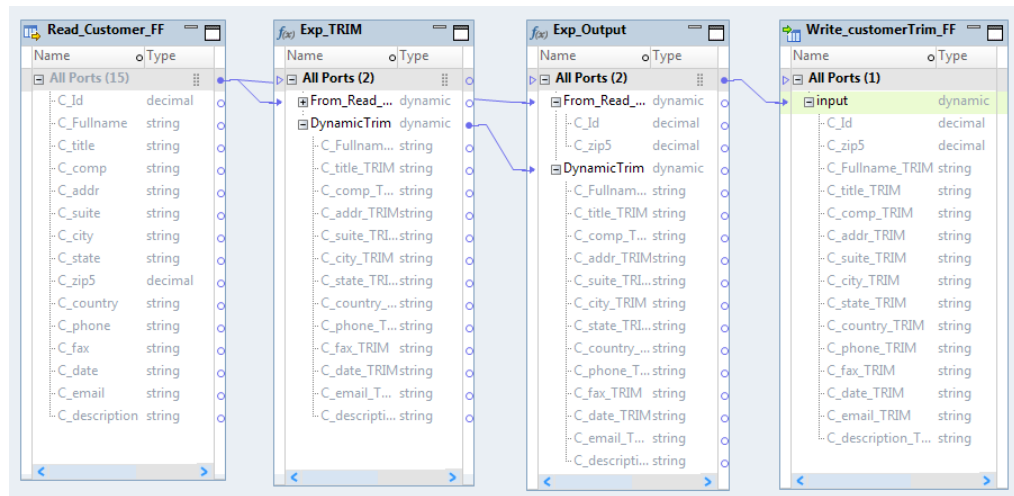 Read_Customer_FF
Name Type
All Ports (15)
C_Id decimal
C_Fullname string
C_title string
C_comp string
C_addr string
C_suite string
C_city string
C_state string
C_zip5 decimal
C_country string
C_phone string
C_fax string
C_date string
C_email string
C_description string
f(x) Exp_TRIM
Name Type
All Ports (2)
From_Read_... dynamic
DynamicTrim dynamic
C_Fullnam... string
C_title_TRIM string
C_comp_T... string
C_addr_TRIM string
C_suite_TRI... string
C_city_TRIM string
C_state_TRI... string
C_country_... string
C_phone_T... string
C_fax_TRIM string
C_date_TRIM string
C_email_T... string
C_descripti... string
f(x) Exp_Output
Name Type
All Ports (2)
From_Read_... dynamic
C_Id decimal
C_zip5 decimal
DynamicTrim dynamic
C_Fullnam... string
C_title_TRIM string
C_comp_T... string
C_addr_TRIM string
C_suite_TRI... string
C_city_TRIM string
C_state_TRI... string
C_country_... string
C_phone_T... string
C_fax_TRIM string
C_date_TRIM string
C_email_T... string
C_descripti... string
Write_customerTrim_FF
Name Type
All Ports (1)
input dynamic
C_Id decimal
C_zip5 decimal
C_Fullname_TRIM string
C_title_TRIM string
C_comp_TRIM string
C_addr_TRIM string
C_suite_TRIM string
C_city_TRIM string
C_state_TRIM string
C_country_TRIM string
C_phone_TRIM string
C_fax_TRIM string
C_date_TRIM string
C_email_TRIM string
C_description_T... string